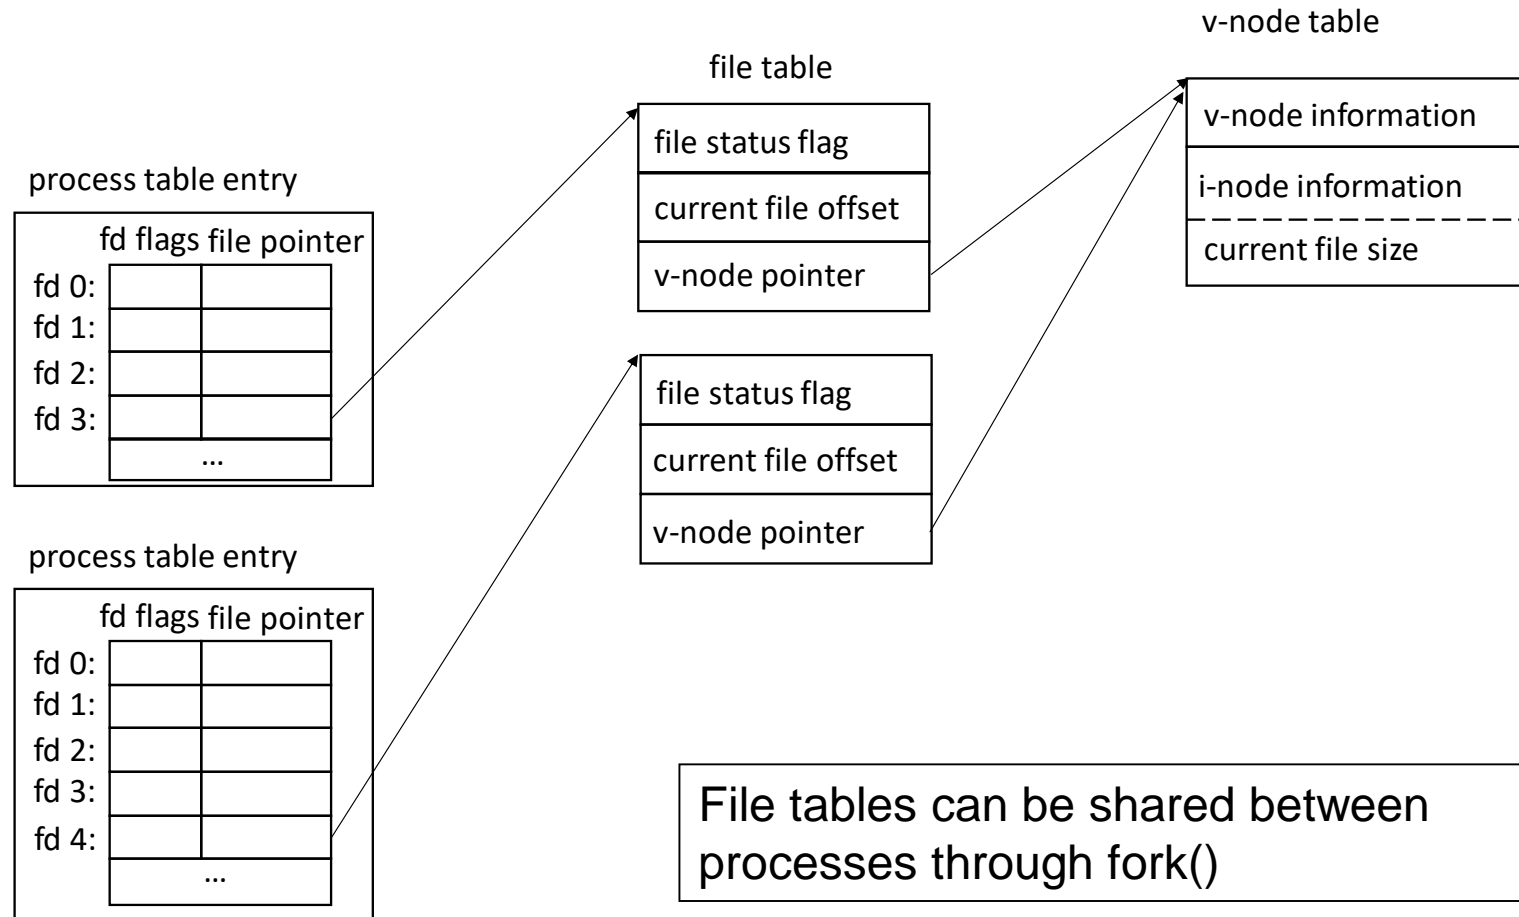 process table entry
fd flags file pointer
fd 0:
fd 1:
fd 2:
fd 3:
...
process table entry
fd flags file pointer
fd 0:
fd 1:
fd 2:
fd 3:
fd 4:
...
file table
file status flag
current file offset
v-node pointer
file status flag
current file offset
v-node pointer
v-node table
v-node information
i-node information
current file size
File tables can be shared between
processes through fork()